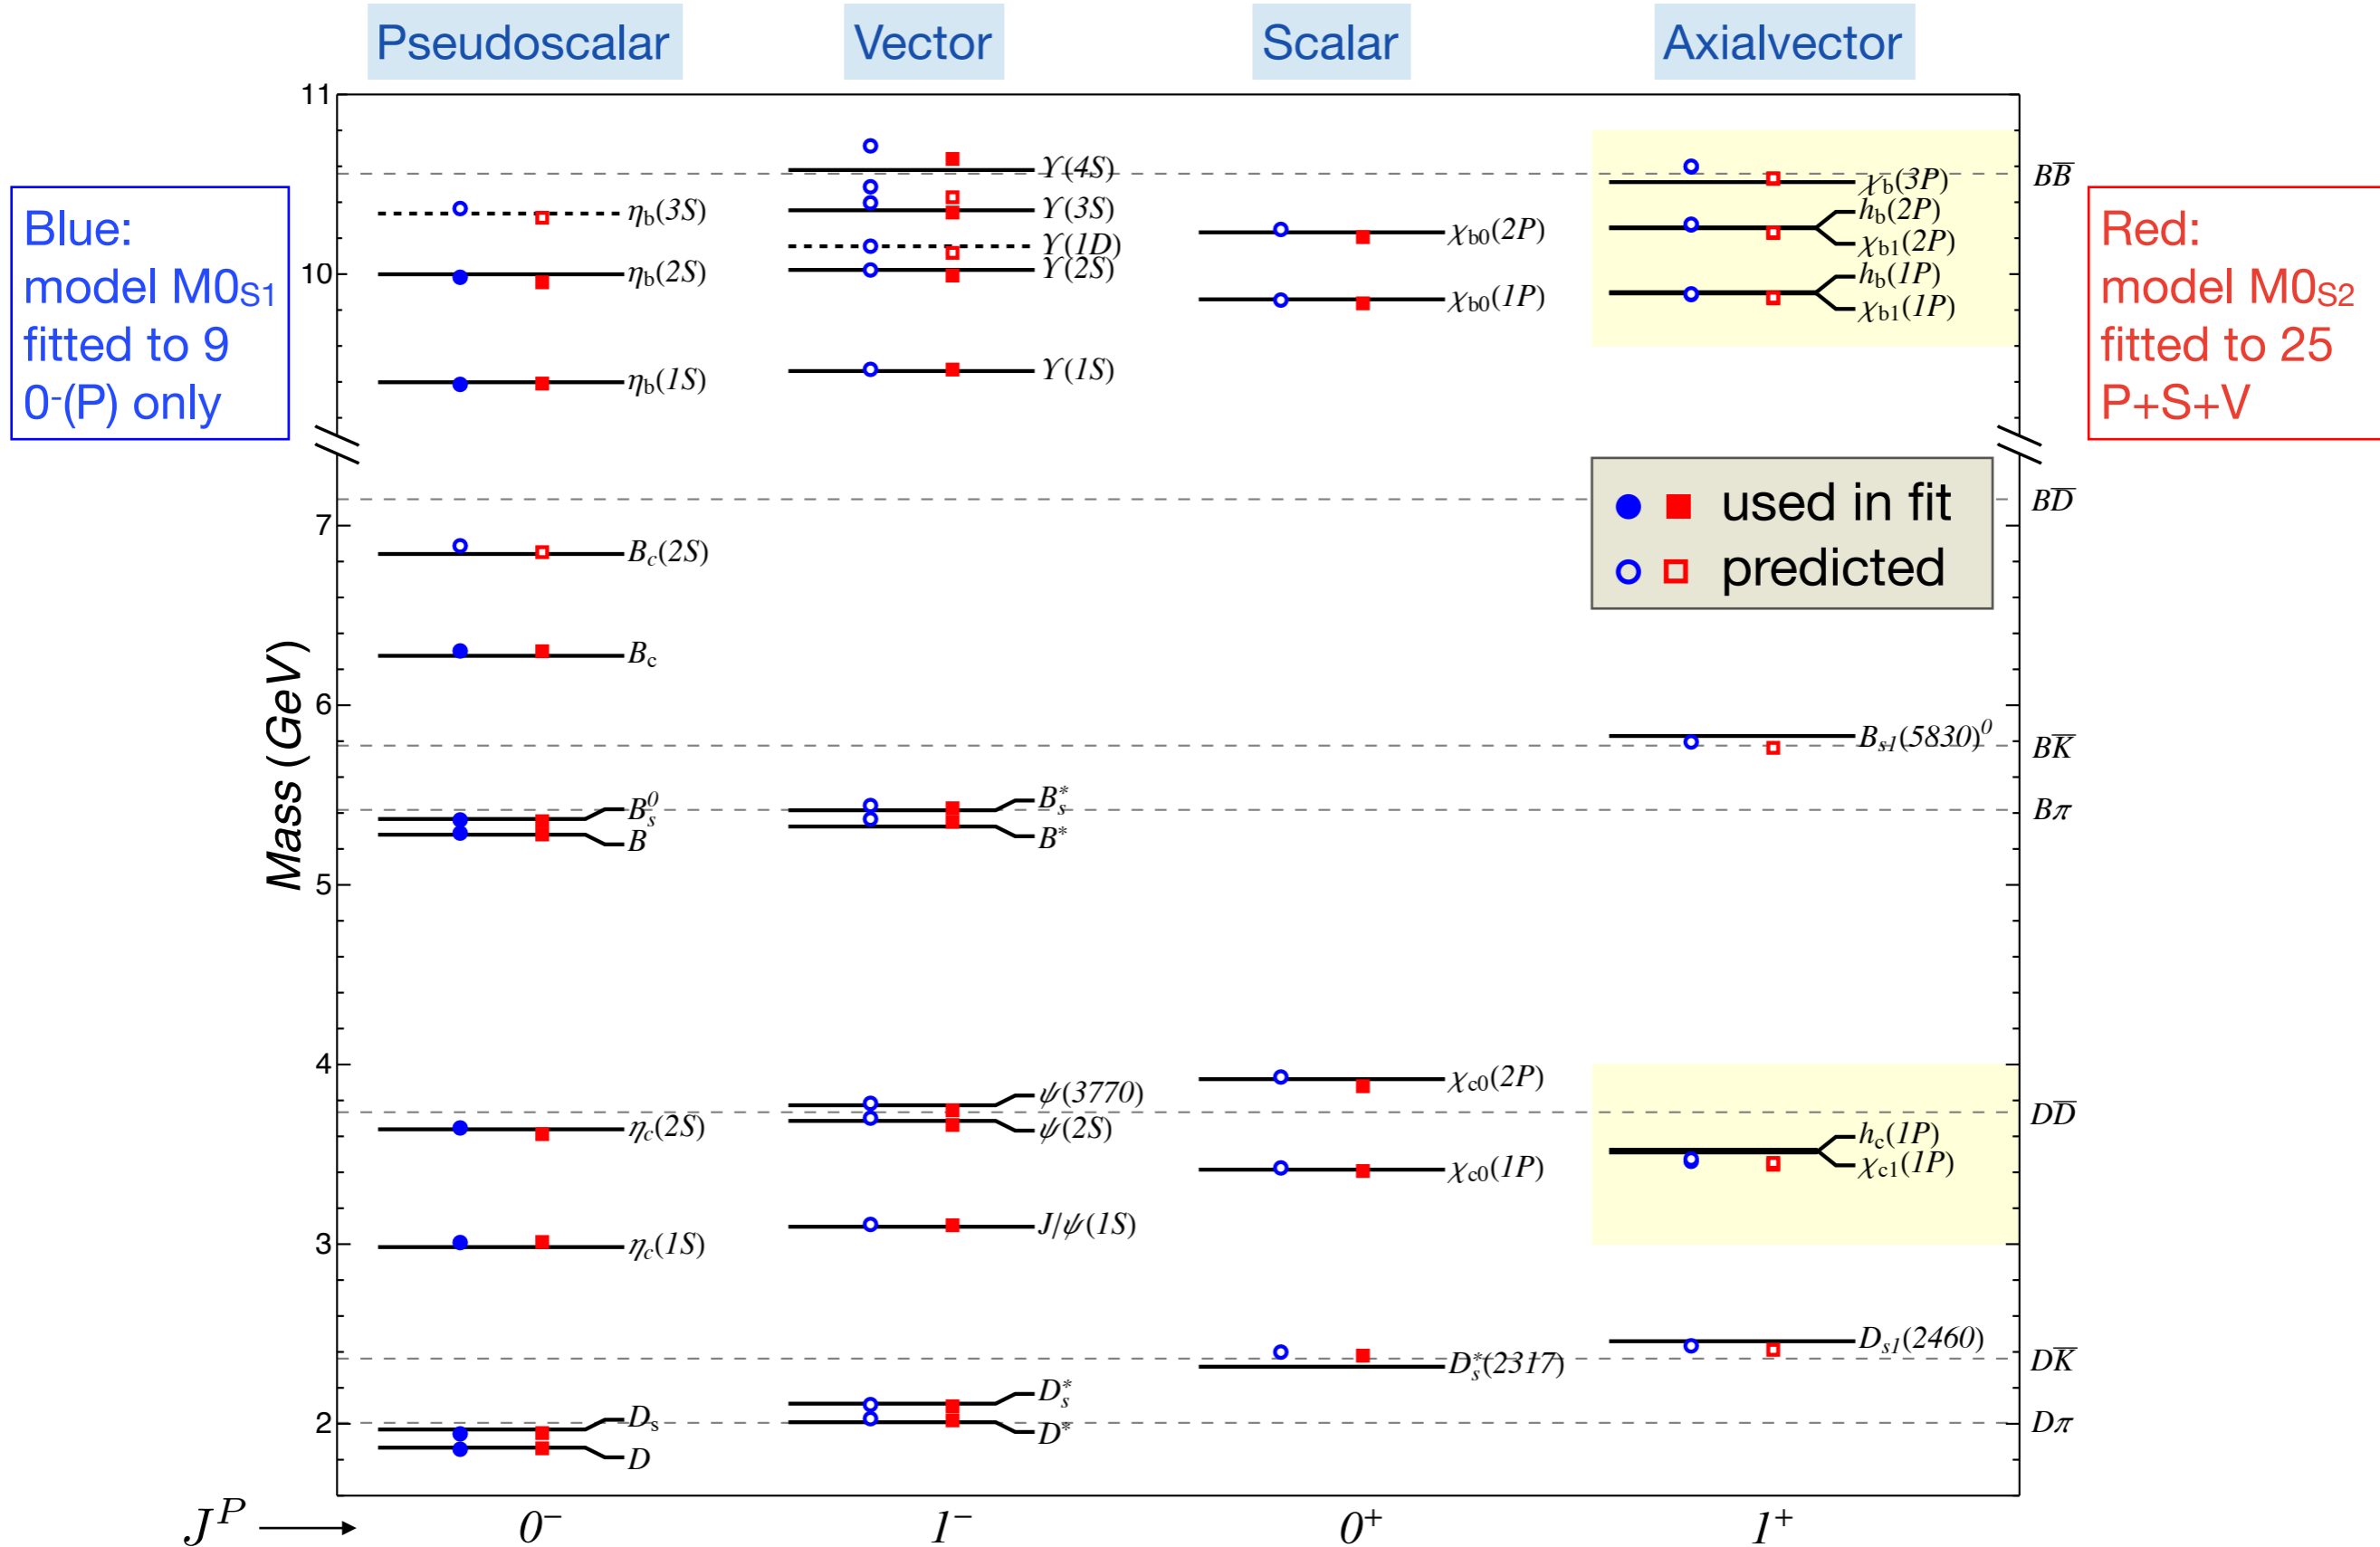 Pseudoscalar Vector Scalar Axialvector
Blue:
model M0S1
fitted to 9
0-(P) only
Red:
model M0S2
fitted to 25
P+S+V
● ■ used in fit
○ □ predicted
Mass (GeV)
11
10
7
6
5
4
3
2
ηb(3S)
ηb(2S)
ηb(1S)
Bc(2S)
Bc
Bs⁰
B
ηc(2S)
ηc(1S)
Ds
D
ϒ(4S)
ϒ(3S)
ϒ(1D)
ϒ(2S)
ϒ(1S)
Bs*
B*
ψ(3770)
ψ(2S)
J/ψ(1S)
Ds*
D*
χb0(2P)
χb0(1P)
χc0(2P)
χc0(1P)
Ds*(2317)
χb(3P)
hb(2P)
χb1(2P)
hb(1P)
χb1(1P)
Bs1(5830)⁰
hc(1P)
χc1(1P)
Ds1(2460)
BB̅
BD̅
BK̅
Bπ
DD̅
DK̅
Dπ
J^P → 0⁻ 1⁻ 0⁺ 1⁺